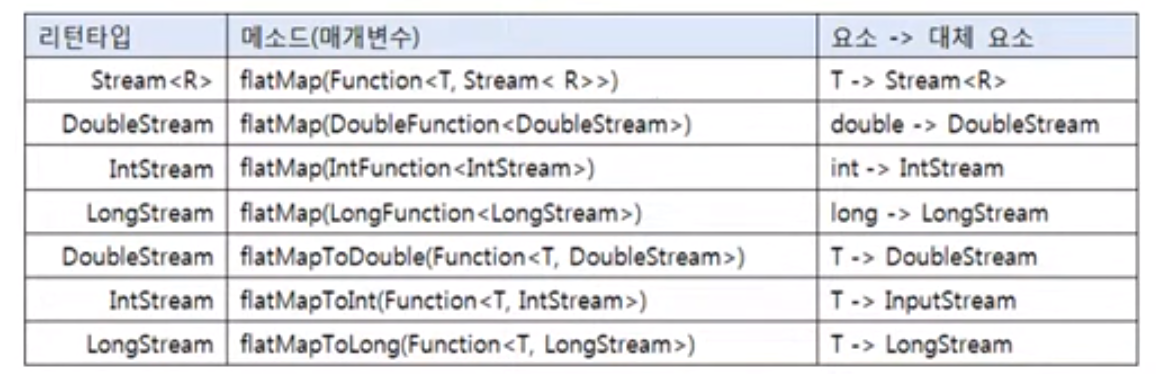 리턴타입 메소드(매개변수) 요소 -> 대체 요소
Stream<R> flatMap(Function<T, Stream< R>>) T -> Stream<R>
DoubleStream flatMap(DoubleFunction<DoubleStream>) double -> DoubleStream
IntStream flatMap(IntFunction<IntStream>) int -> IntStream
LongStream flatMap(LongFunction<LongStream>) long -> LongStream
DoubleStream flatMapToDouble(Function<T, DoubleStream>) T -> DoubleStream
IntStream flatMapToInt(Function<T, IntStream>) T -> InputStream
LongStream flatMapToLong(Function<T, LongStream>) T -> LongStream